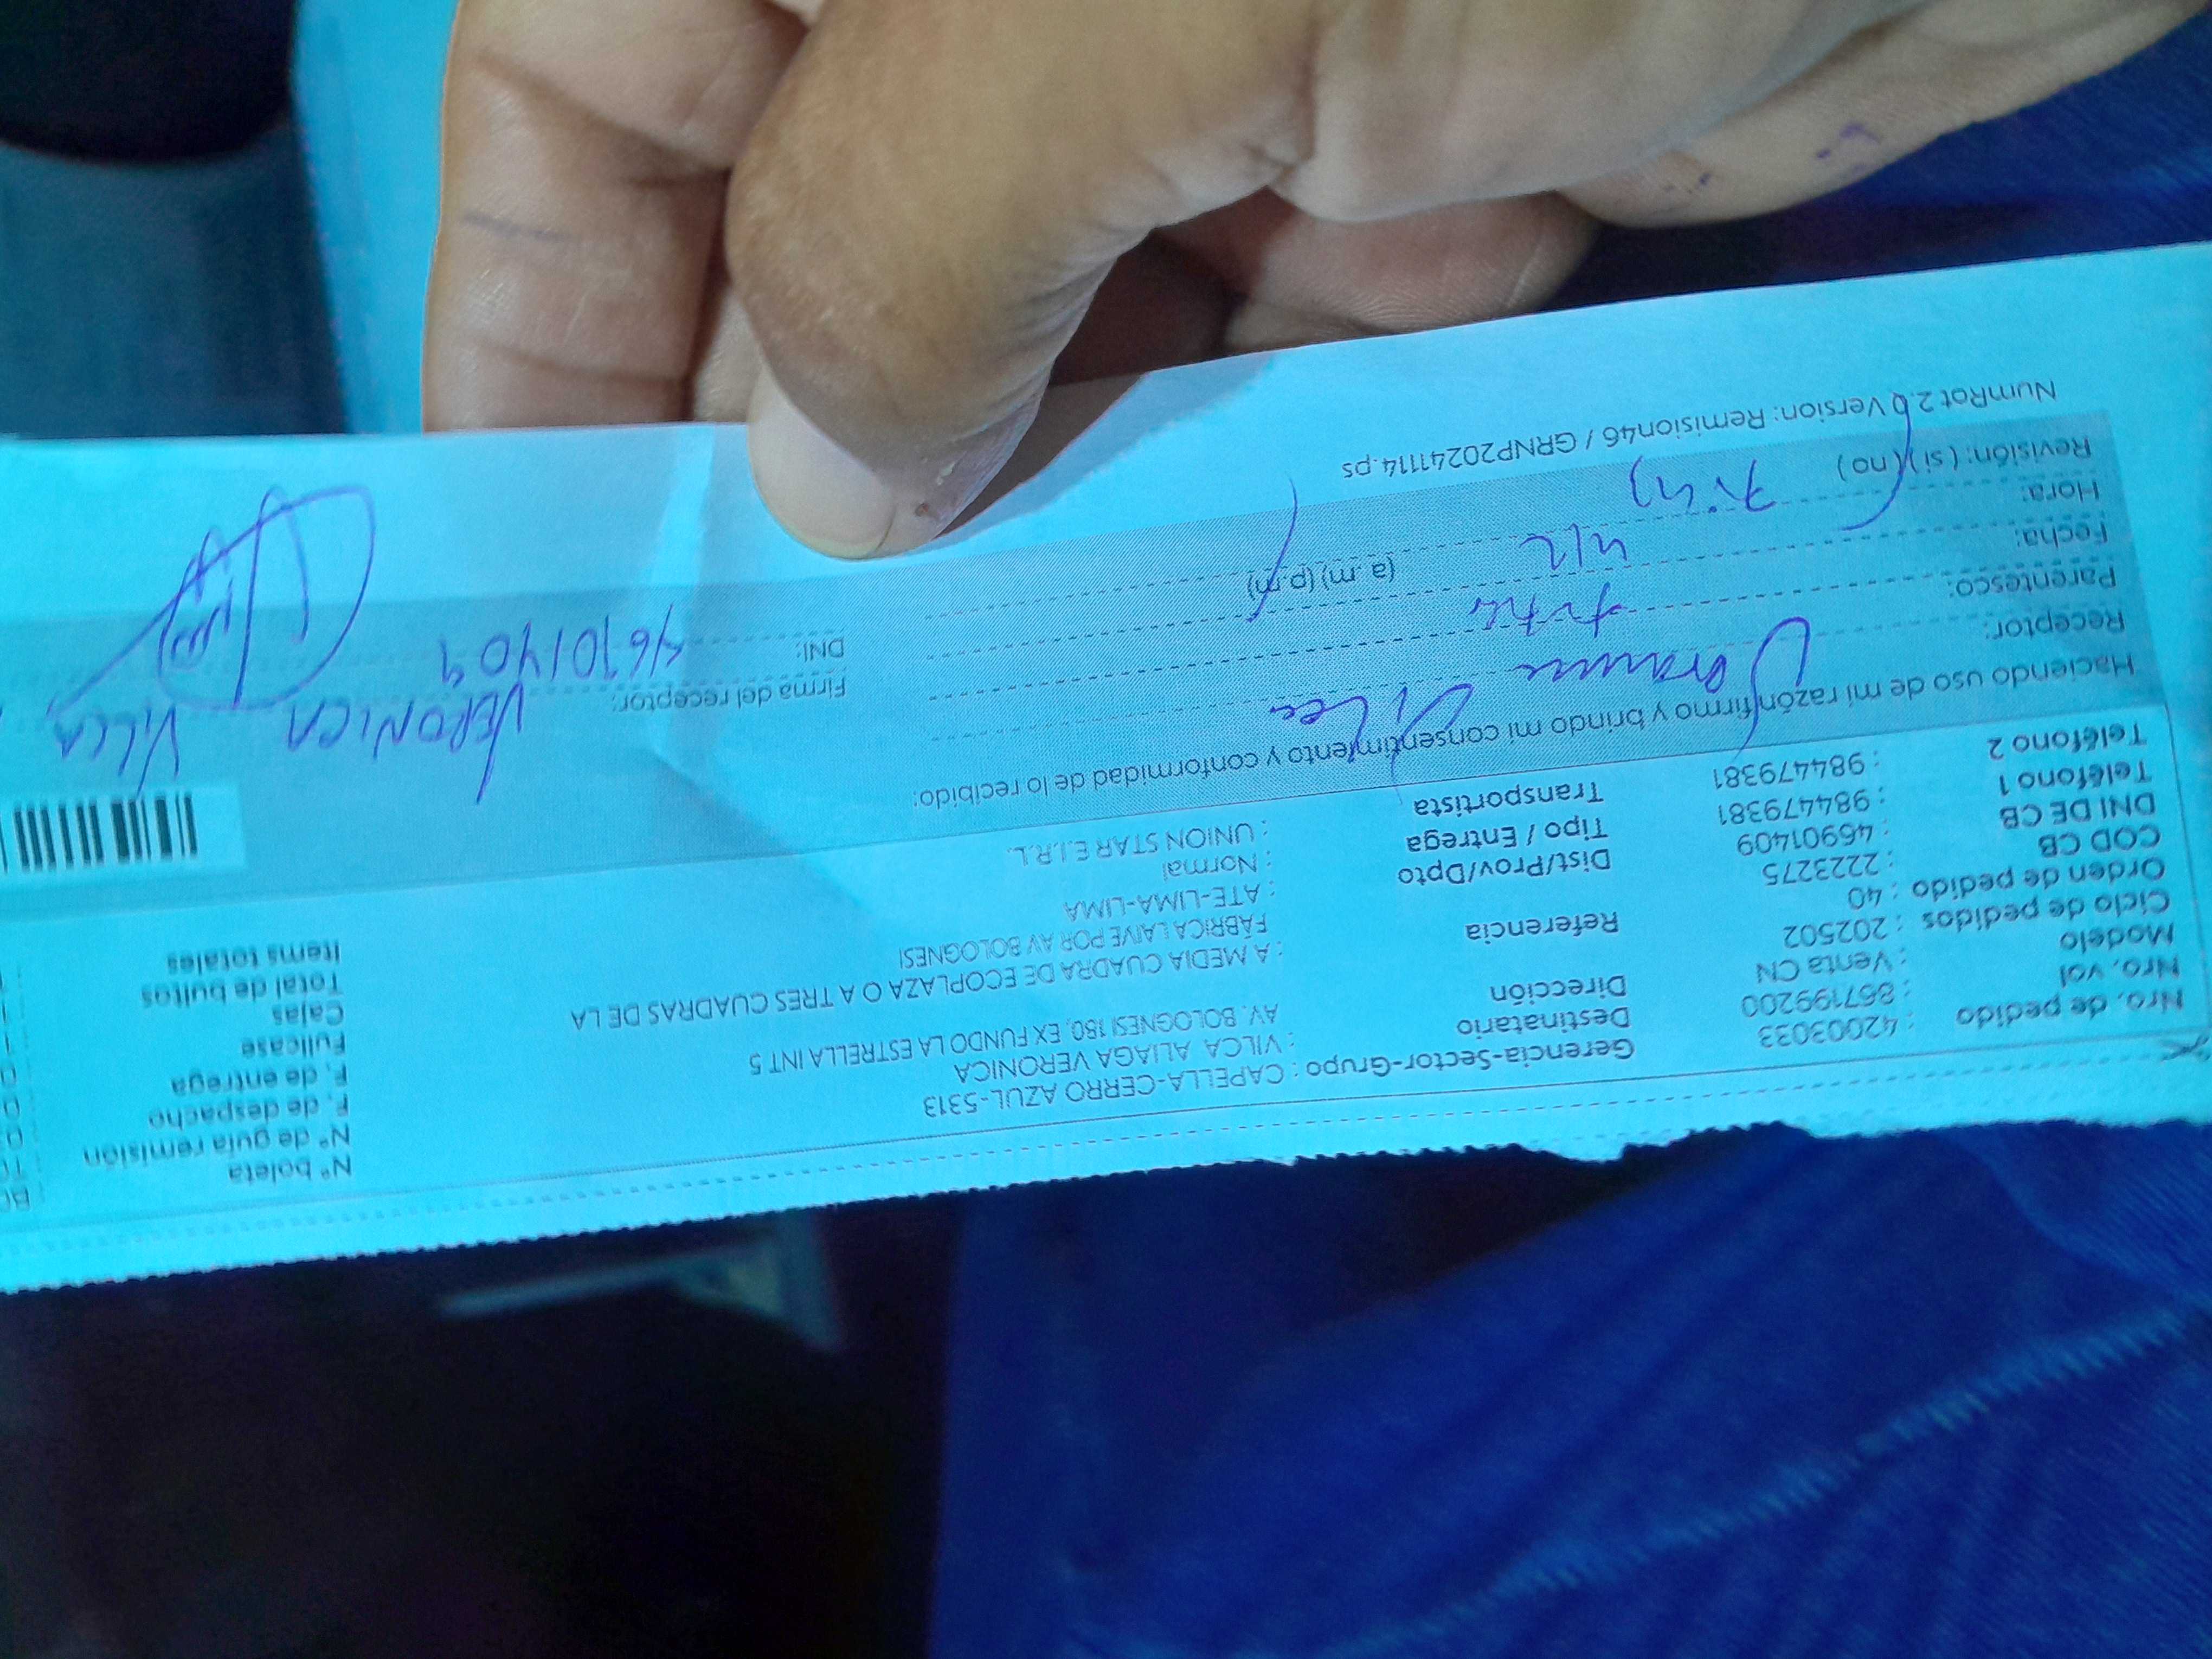 Nro. de pedido : 42003033
Nro. vol : 867199200
Modelo : Venta CN
Ciclo de pedidos : 202502
Orden de pedido : 40
COD CB : 2223275
DNI DE CB : 46901409
Teléfono 1 : 984479381
Teléfono 2 : 984479381
Gerencia-Sector-Grupo : CAPELLA-CERRO AZUL-5313
Destinatario : VILCA ALIAGA VERONICA
Dirección AV. BOLOGNESI 180, EX FUNDO LA ESTRELLA INT 5
: A MEDIA CUADRA DE ECOPLAZA O A TRES CUADRAS DE LA
Referencia FÁBRICA LAIVE POR AV BOLOGNESI
Dist/Prov/Dpto : ATE-LIMA-LIMA
Tipo / Entrega : Normal
Transportista : UNION STAR E.I.R.L.
N° boleta
N° de guía remisión
F. de despacho
F. de entrega
Fullcase
Cajas
Total de bultos
Items totales
Haciendo uso de mi razón firmo y brindo mi consentimiento y conformidad de lo recibido:
Receptor:
Parentesco:
Fecha:
Hora: (a.m) (p.m)
Revisión: (si) (no)
Firma del receptor: VERONICA VILCA
DNI:
NumRot 2.0 Version: Remision46 / GRNP20241114.ps